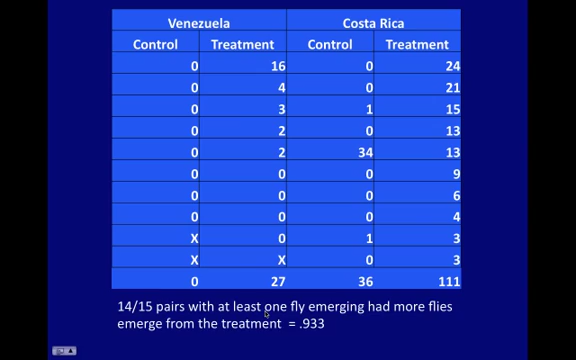 Venezuela Costa Rica
Control Treatment Control Treatment
0 16 0 24
0 4 0 21
0 3 1 15
0 2 0 13
0 2 34 13
0 0 0 9
0 0 0 6
0 0 0 4
X 0 1 3
X X 0 3
0 27 36 111
14/15 pairs with at least one fly emerging had more flies
emerge from the treatment = .933